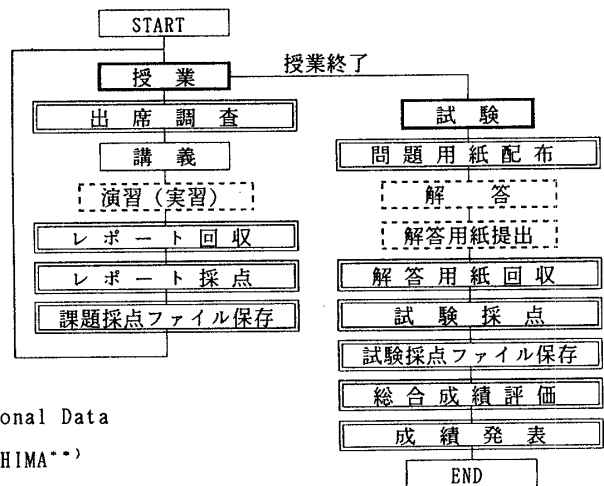 START
授業
授業終了
出席調査
講義
演習（実習）
レポート回収
レポート採点
課題採点ファイル保存
試験
問題用紙配布
解答
解答用紙提出
解答用紙回収
試験採点
試験採点ファイル保存
総合成績評価
成績発表
END
onal Data
HIMA**)